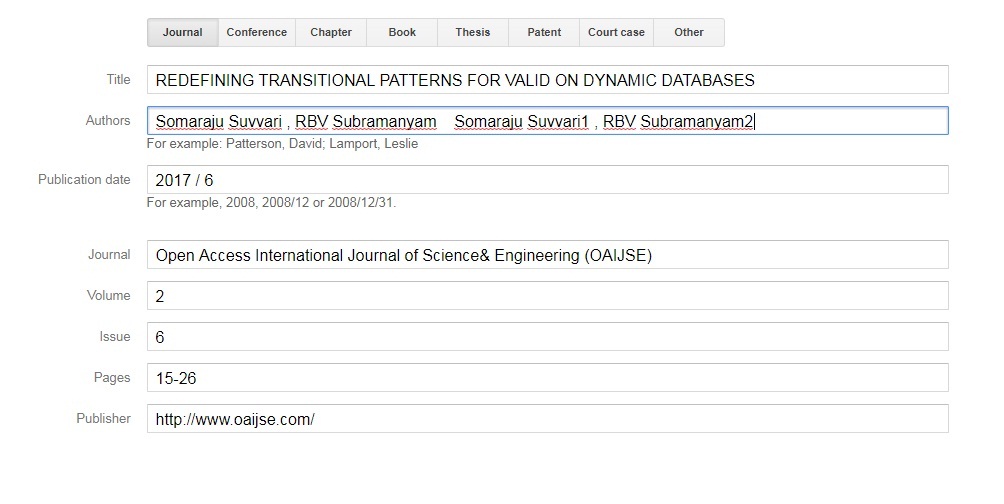 Journal Conference Chapter Book Thesis Patent Court case Other
Title REDEFINING TRANSITIONAL PATTERNS FOR VALID ON DYNAMIC DATABASES
Authors Somaraju Suvvari , RBV Subramanyam Somaraju Suvvari1 , RBV Subramanyam2
For example: Patterson, David; Lamport, Leslie
Publication date 2017 / 6
For example, 2008, 2008/12 or 2008/12/31.
Journal Open Access International Journal of Science& Engineering (OAIJSE)
Volume 2
Issue 6
Pages 15-26
Publisher http://www.oaijse.com/